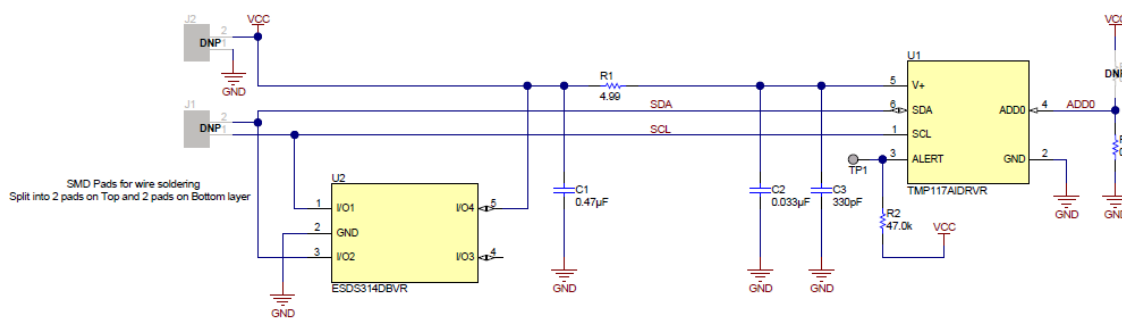 J2
VCC
2
DNP 1
GND
J1
2
DNP 1
SMD Pads for wire soldering
Split into 2 pads on Top and 2 pads on Bottom layer
U2
1 I/O1
2 GND
3 I/O2
I/O4 5
I/O3 4
ESDS314DBVR
GND
R1
4.99
SDA
SCL
C1
0.47µF
GND
C2
0.033µF
GND
C3
330pF
GND
U1
5 V+
6 SDA
1 SCL
3 ALERT
ADD0 4
GND 2
TMP117AIDRVR
TP1
R2
47.0k
VCC
ADD0
GND
VCC
GND